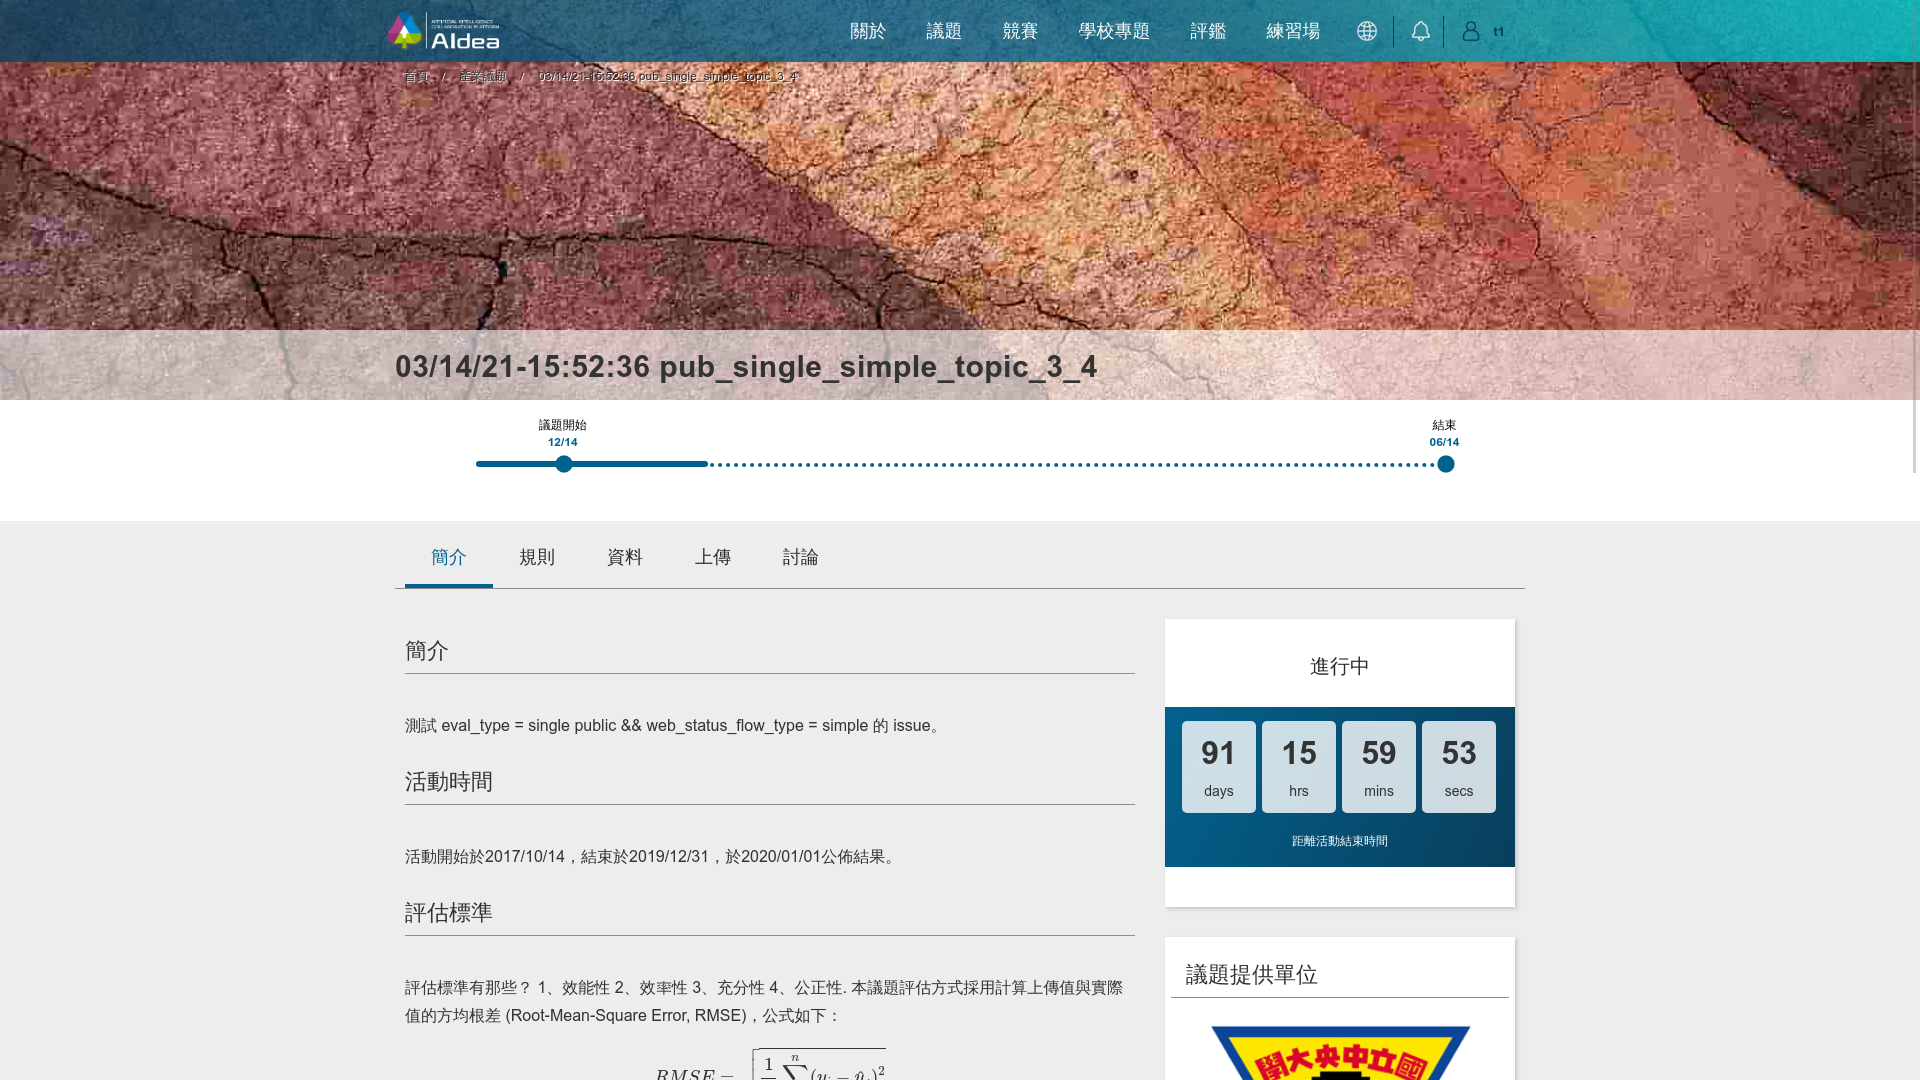 ARTIFICIAL INTELLIGENCE
COLLABORATION PLATFORM
AIdea
關於 議題 競賽 學校專題 評鑑 練習場 t1
首頁 / 產業議題 / 03/14/21-15:52:36 pub_single_simple_topic_3_4
03/14/21-15:52:36 pub_single_simple_topic_3_4
議題開始
12/14
結束
06/14
簡介 規則 資料 上傳 討論
簡介
測試 eval_type = single public && web_status_flow_type = simple 的 issue。
活動時間
活動開始於2017/10/14，結束於2019/12/31，於2020/01/01公佈結果。
評估標準
評估標準有那些？ 1、效能性 2、效率性 3、充分性 4、公正性. 本議題評估方式採用計算上傳值與實際
值的方均根差 (Root-Mean-Square Error, RMSE)，公式如下：
進行中
91 15 59 53
days hrs mins secs
距離活動結束時間
議題提供單位
學大央中立國